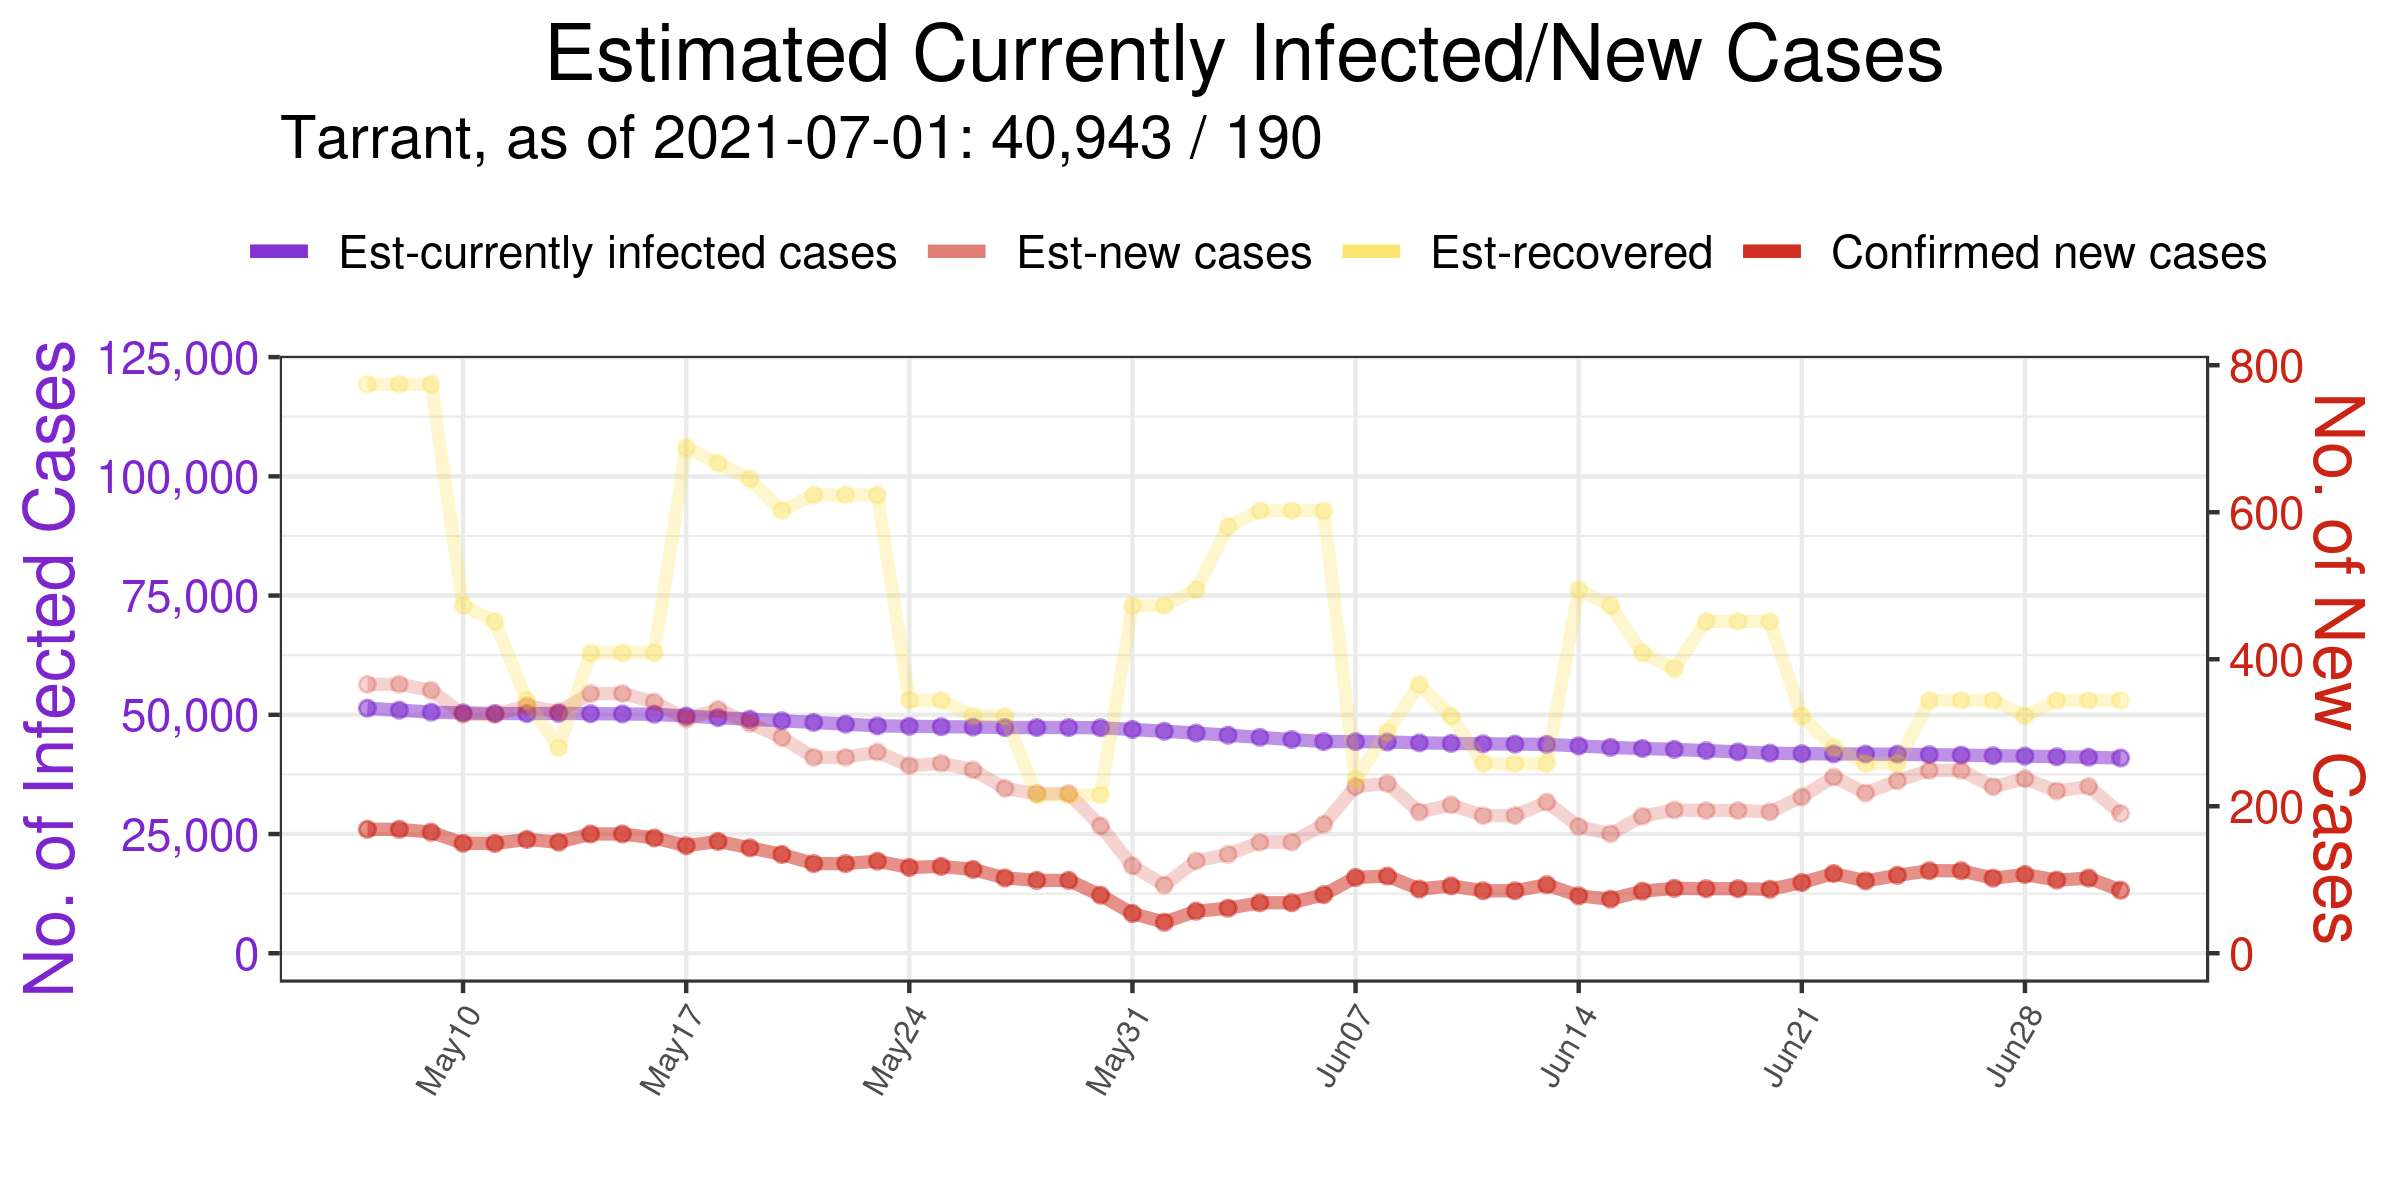 Estimated Currently Infected/New Cases
Tarrant, as of 2021-07-01: 40,943 / 190
Est-currently infected cases Est-new cases Est-recovered Confirmed new cases
No. of Infected Cases
125,000
100,000
75,000
50,000
25,000
0
800
600
400
200
0
No. of New Cases
May10 May17 May24 May31 Jun07 Jun14 Jun21 Jun28